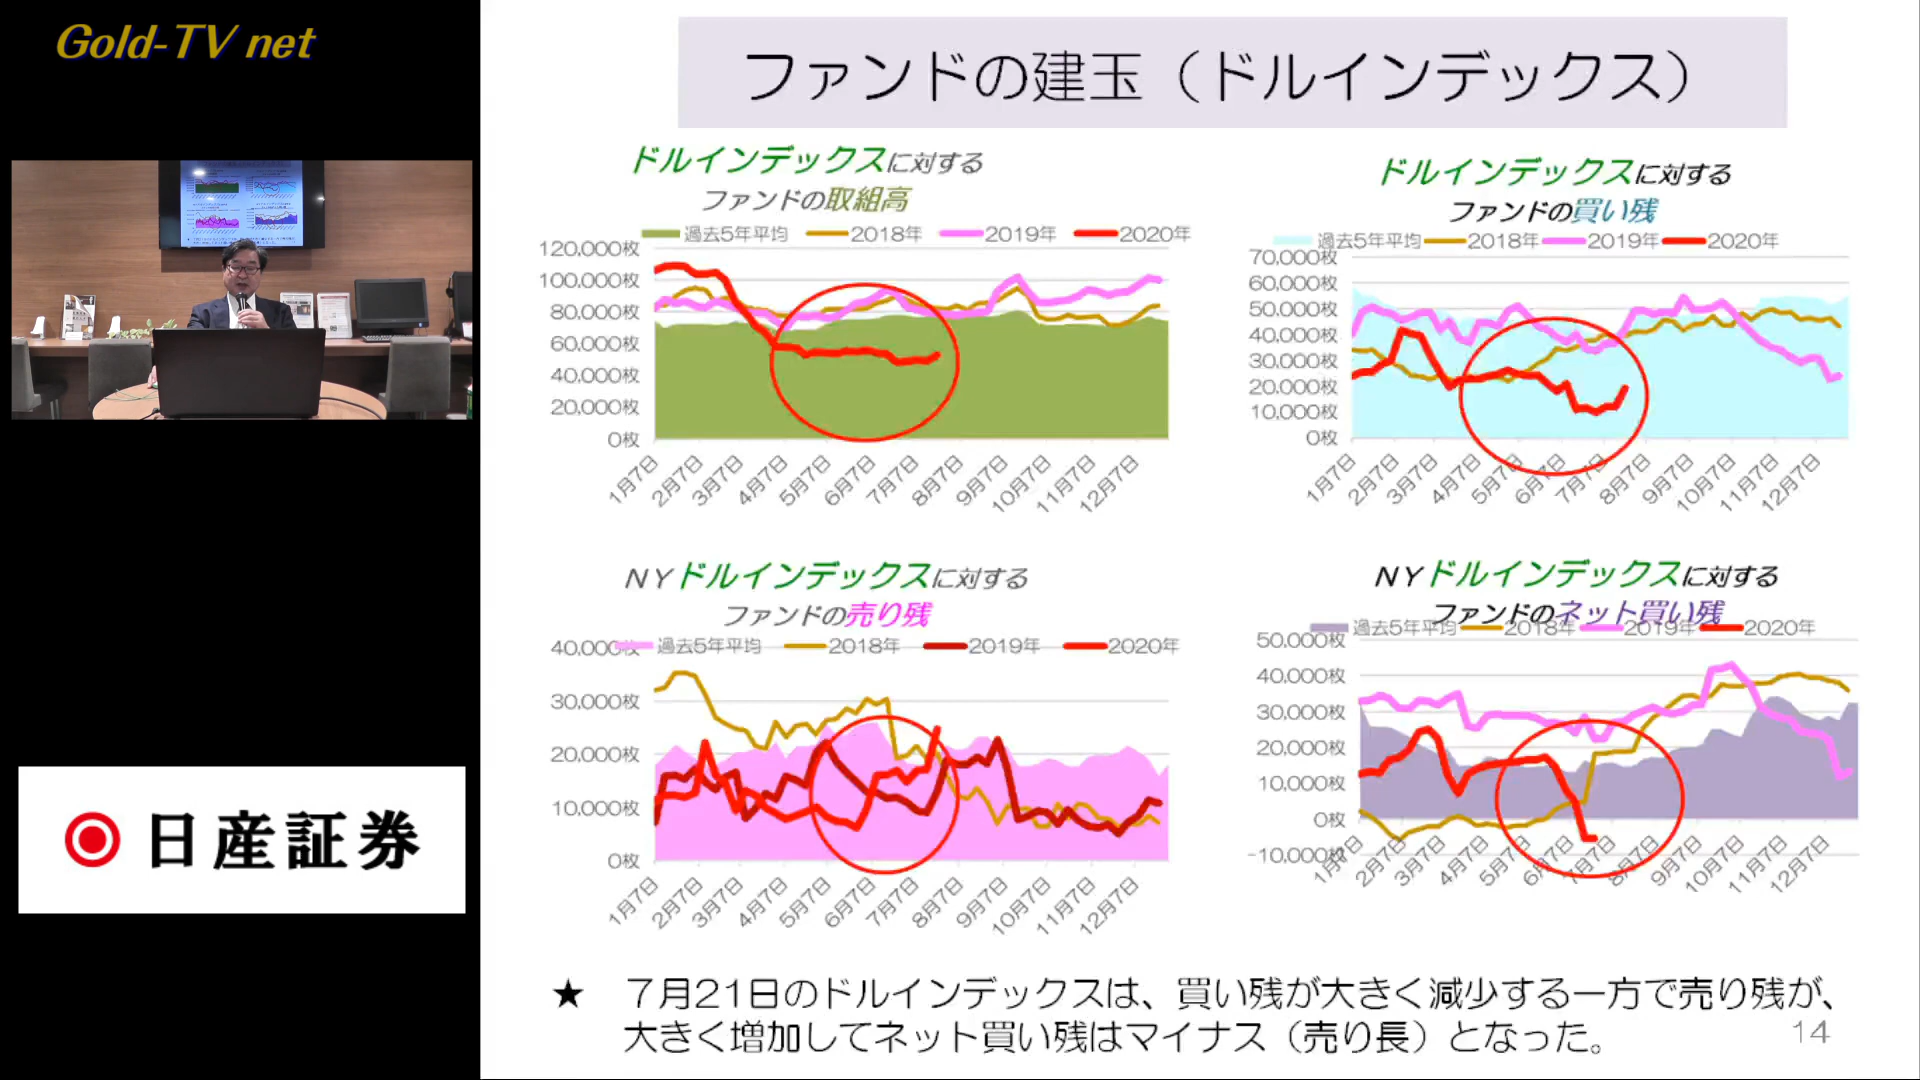 Gold-TV net
日産証券
ファンドの建玉（ドルインデックス）
ドルインデックスに対する
ファンドの取組高
過去5年平均 2018年 2019年 2020年
120,000枚
100,000枚
80,000枚
60,000枚
40,000枚
20,000枚
0枚
1月7日 2月7日 3月7日 4月7日 5月7日 6月7日 7月7日 8月7日 9月7日 10月7日 11月7日 12月7日
ドルインデックスに対する
ファンドの買い残
過去5年平均 2018年 2019年 2020年
70,000枚
60,000枚
50,000枚
40,000枚
30,000枚
20,000枚
10,000枚
0枚
1月7日 2月7日 3月7日 4月7日 5月7日 6月7日 7月7日 8月7日 9月7日 10月7日 11月7日 12月7日
ＮＹドルインデックスに対する
ファンドの売り残
過去5年平均 2018年 2019年 2020年
40,000枚
30,000枚
20,000枚
10,000枚
0枚
1月7日 2月7日 3月7日 4月7日 5月7日 6月7日 7月7日 8月7日 9月7日 10月7日 11月7日 12月7日
ＮＹドルインデックスに対する
ファンドのネット買い残
過去5年平均 2018年 2019年 2020年
50,000枚
40,000枚
30,000枚
20,000枚
10,000枚
0枚
-10,000枚
1月7日 2月7日 3月7日 4月7日 5月7日 6月7日 7月7日 8月7日 9月7日 10月7日 11月7日 12月7日
★ ７月21日のドルインデックスは、買い残が大きく減少する一方で売り残が、
大きく増加してネット買い残はマイナス（売り長）となった。
14